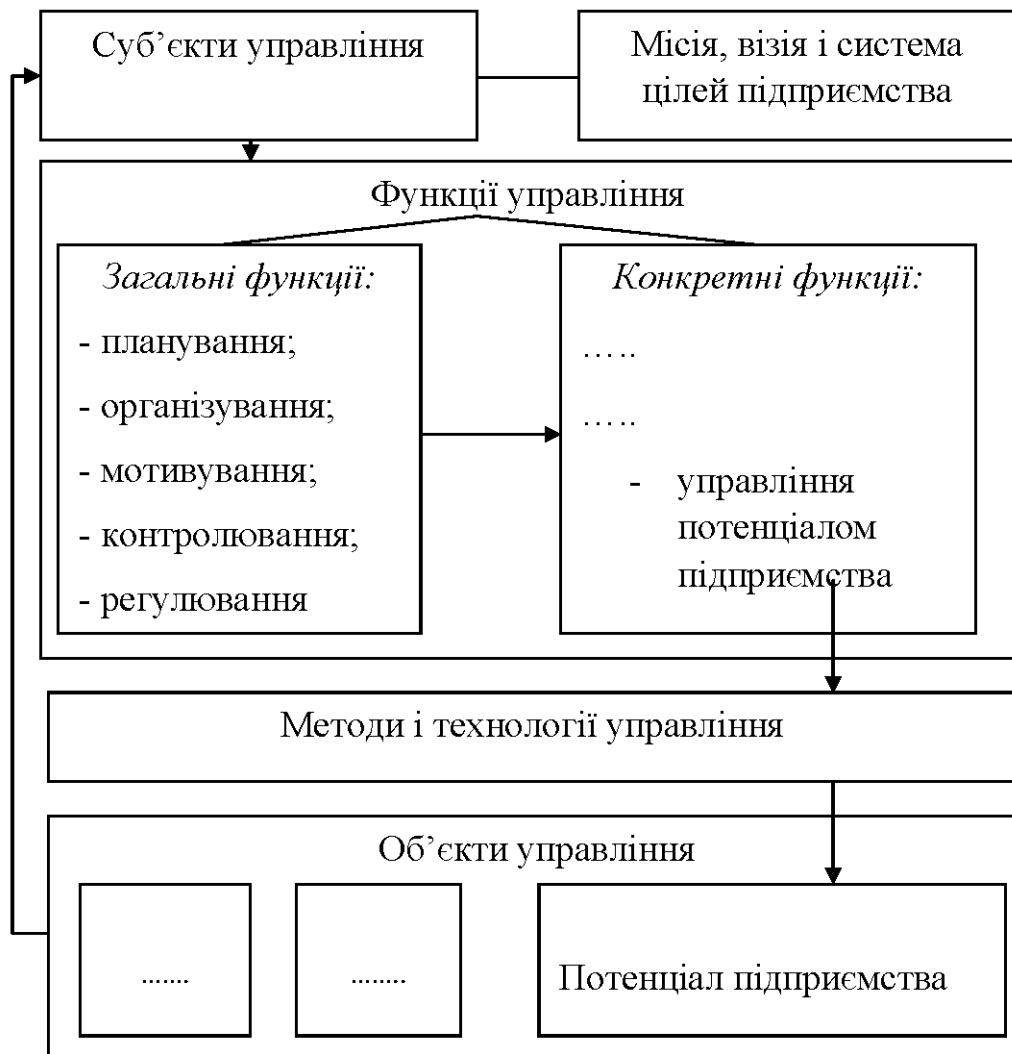 Суб’єкти управління
Місія, візія і система
цілей підприємства
Функції управління
Загальні функції:
- планування;
- організування;
- мотивування;
- контролювання;
- регулювання
Конкретні функції:
…..
…..
- управління
потенціалом
підприємства
Методи і технології управління
Об’єкти управління
.......
........
Потенціал підприємства